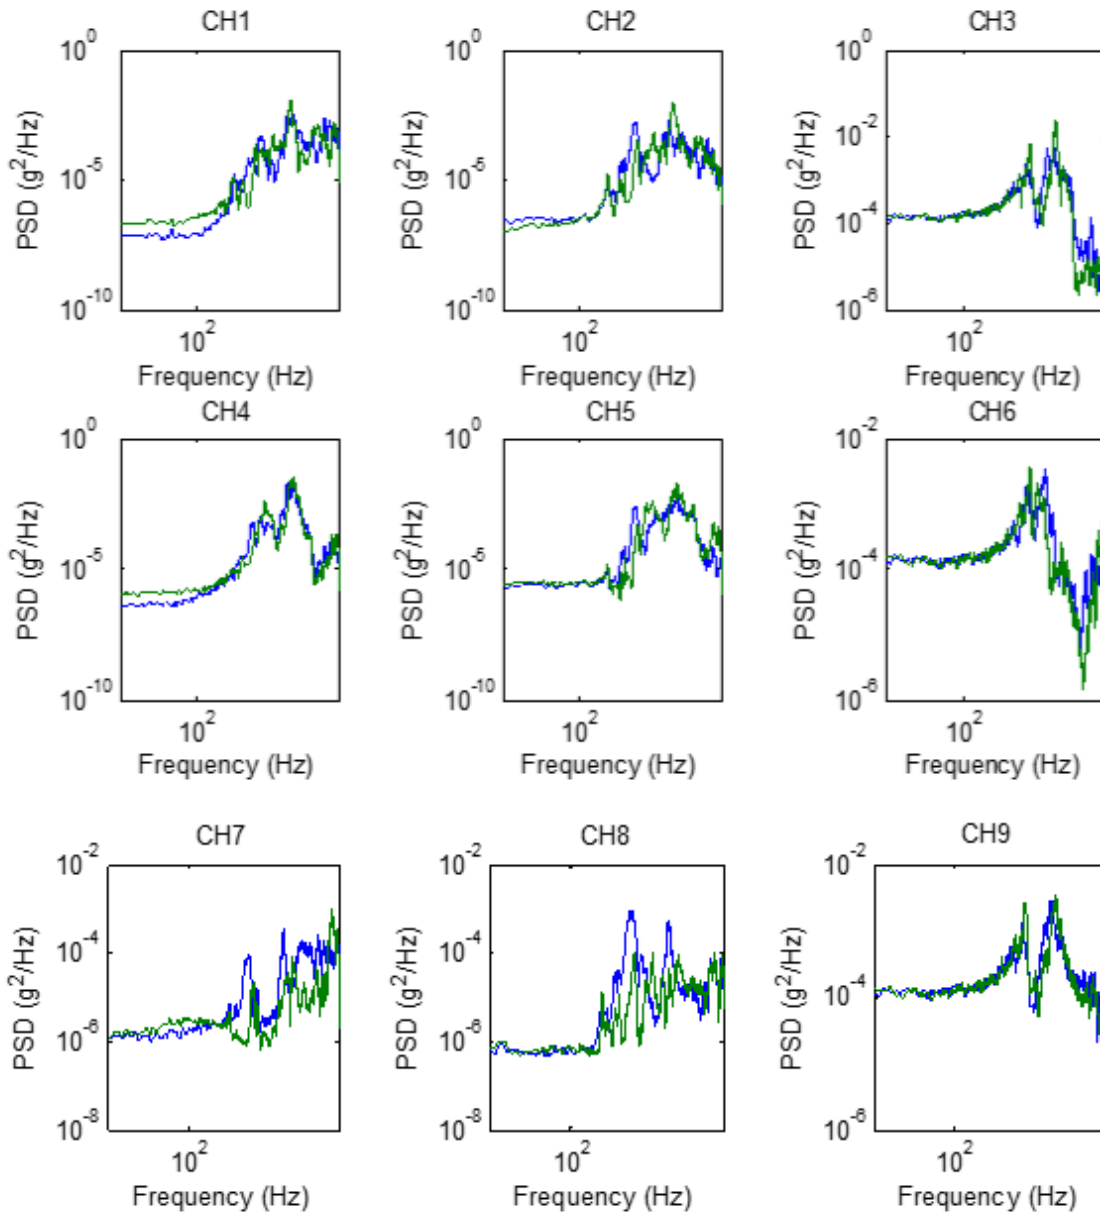 CH1 CH2 CH3
10^0 10^0 10^0
PSD (g^2/Hz) PSD (g^2/Hz) PSD (g^2/Hz)
10^-2
10^-5 10^-5
10^-4
10^-10 10^-10 10^-6
10^2 10^2 10^2
Frequency (Hz) Frequency (Hz) Frequency (Hz)
CH4 CH5 CH6
10^0 10^0 10^-2
PSD (g^2/Hz) PSD (g^2/Hz) PSD (g^2/Hz)
10^-5 10^-5 10^-4
10^-10 10^-10 10^-6
10^2 10^2 10^2
Frequency (Hz) Frequency (Hz) Frequency (Hz)
CH7 CH8 CH9
10^-2 10^-2 10^-2
PSD (g^2/Hz) PSD (g^2/Hz) PSD (g^2/Hz)
10^-4 10^-4 10^-4
10^-6 10^-6
10^-8 10^-8 10^-6
10^2 10^2 10^2
Frequency (Hz) Frequency (Hz) Frequency (Hz)